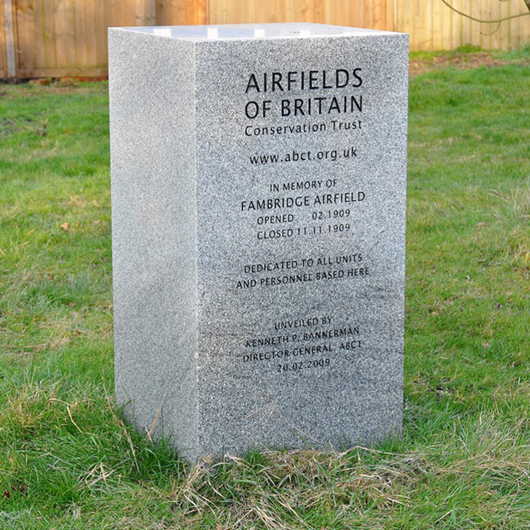 AIRFIELDS
OF BRITAIN
Conservation Trust
www.abct.org.uk
IN MEMORY OF
FAMBRIDGE AIRFIELD
OPENED 02.1909
CLOSED 11.11.1909
DEDICATED TO ALL UNITS
AND PERSONNEL BASED HERE
UNVEILED BY
KENNETH P. BANNERMAN
DIRECTOR GENERAL, ABCT
20.02.2009